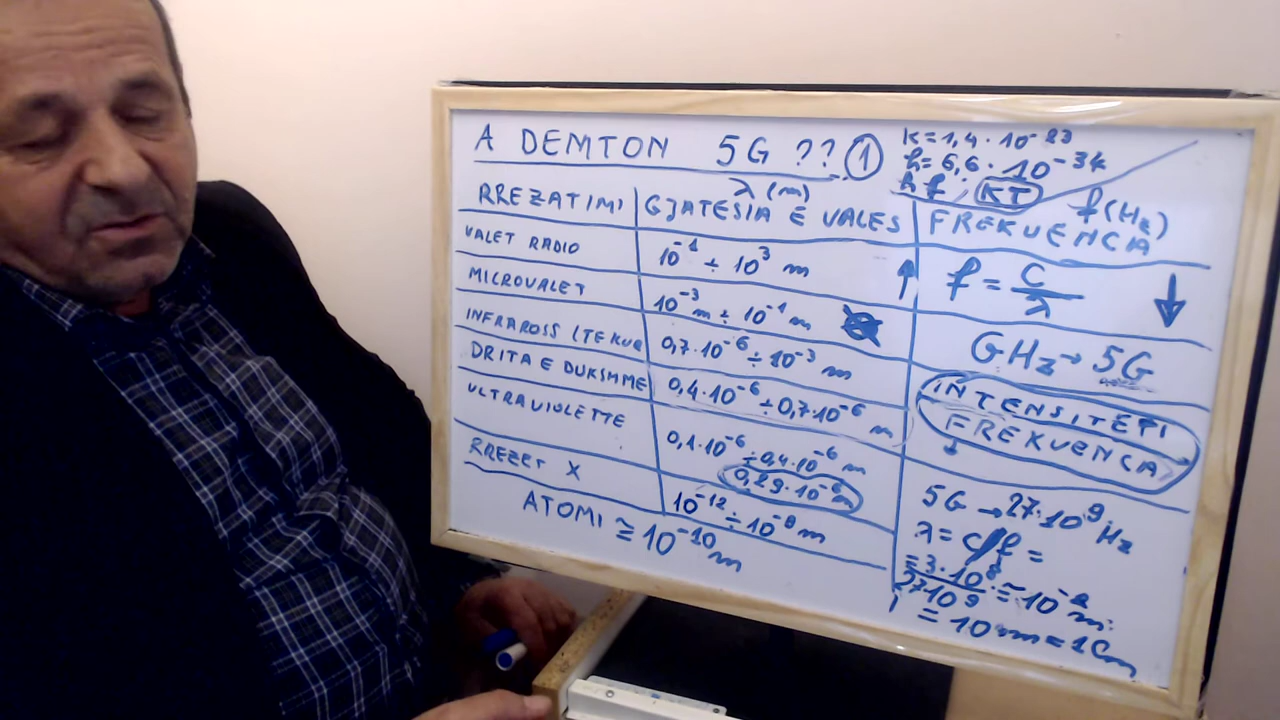 A DEMTON 5G ?? 1
K=1,4·10⁻²³
h=6,6·10⁻³⁴
h f KT
RREZATIMI
λ(m)
GJATESIA E VALES
f(Hz)
FREKUENCA
VALET RADIO 10⁻¹ ÷ 10³ m ↑ f = C/λ ↓
MICROVALET 10⁻³ m ÷ 10⁻¹ m
GHz → 5G
INFRAROSS (TEKUQ 0,7·10⁻⁶ ÷ 10⁻³ m
DRITA E DUKSHME 0,4·10⁻⁶ ÷ 0,7·10⁻⁶ m
INTENSITETI
FREKUENCA
ULTRAVIOLETTE 0,1·10⁻⁶ ÷ 0,4·10⁻⁶ m
0,29·10⁻⁶ m
RREZET X 10⁻¹² ÷ 10⁻⁸ m
ATOMI ≅ 10⁻¹⁰ m
5G → 27·10⁹ Hz
λ = c/f =
= 3·10⁸/27·10⁹ ≅ 10⁻² m
= 10 mm = 1 Cm